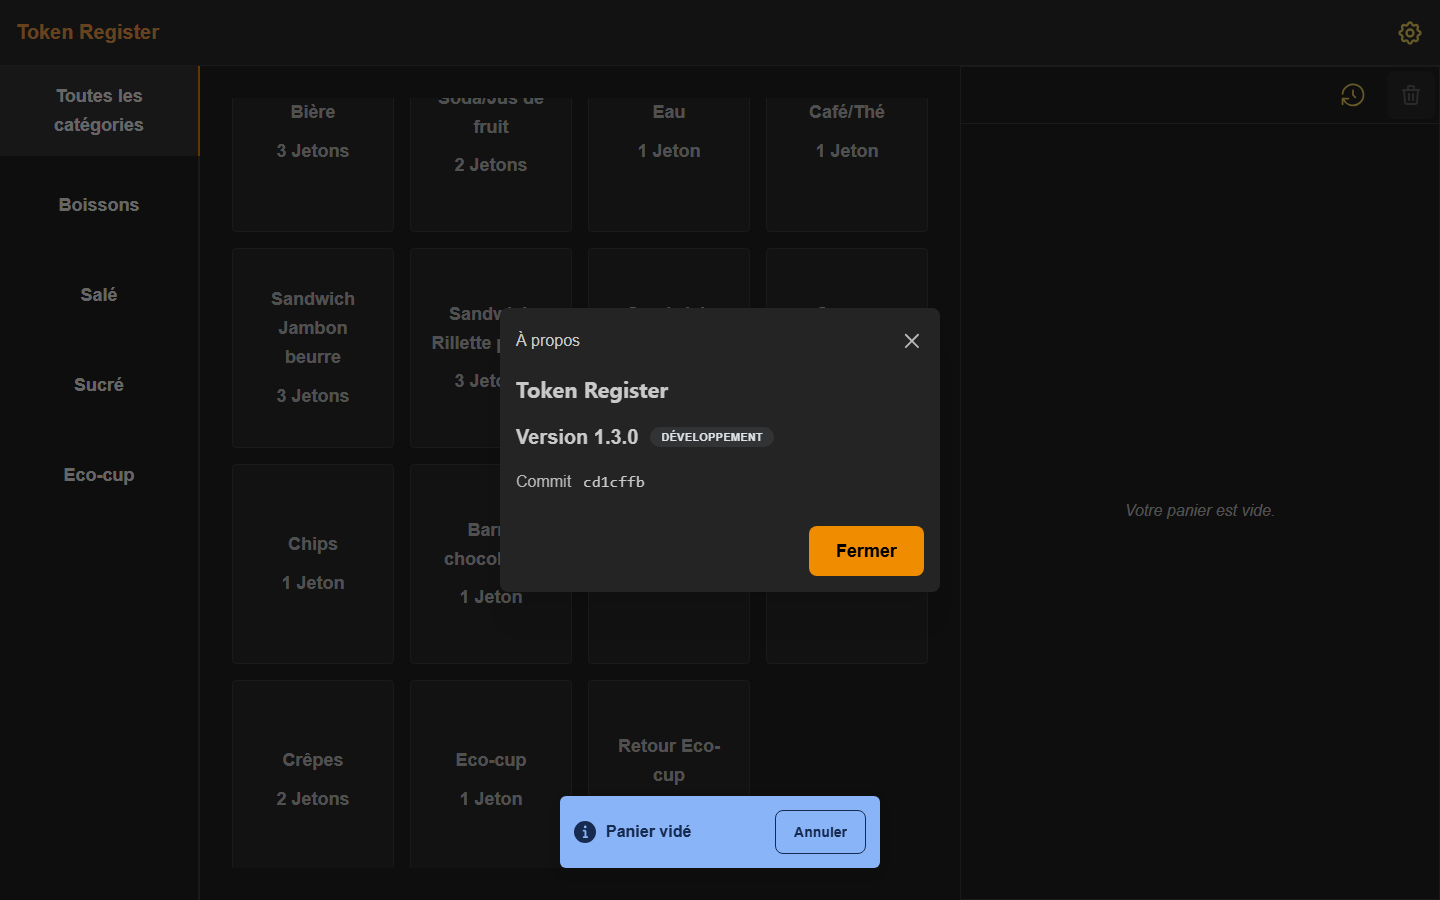 Token Register
Toutes les
catégories
Boissons
Salé
Sucré
Eco-cup
Bière
3 Jetons
Soda/Jus de
fruit
2 Jetons
Eau
1 Jeton
Café/Thé
1 Jeton
Sandwich
Jambon
beurre
3 Jetons
Rillette
Chips
1 Jeton
1 Jeton
Crêpes
2 Jetons
Eco-cup
1 Jeton
Retour Eco-
cup
À propos
Token Register
Version 1.3.0 DÉVELOPPEMENT
Commit cd1cffb
Fermer
Votre panier est vide.
Panier vidé
Annuler